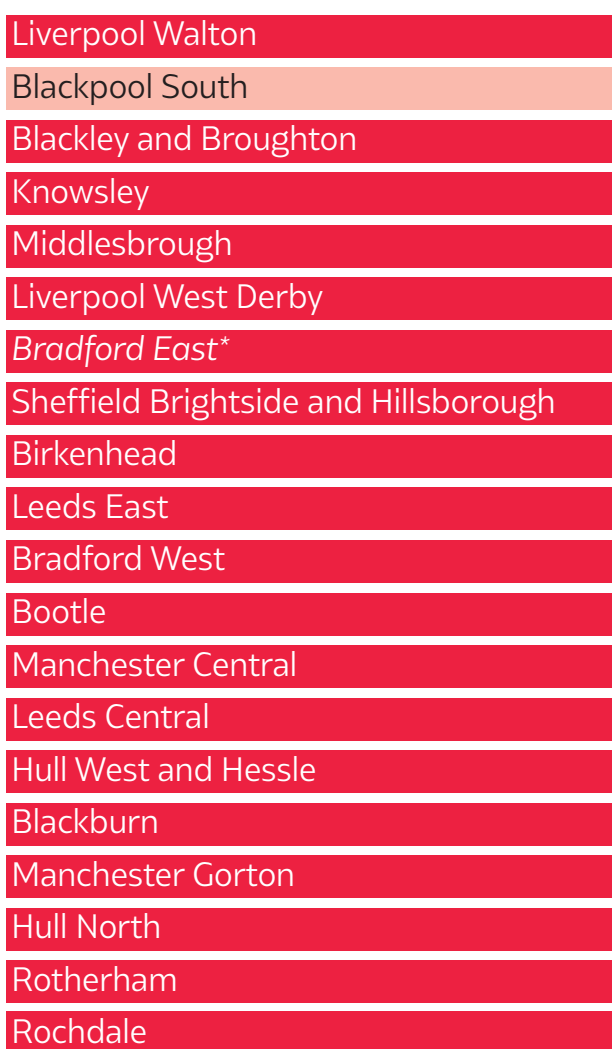 Liverpool Walton
Blackpool South
Blackley and Broughton
Knowsley
Middlesbrough
Liverpool West Derby
Bradford East*
Sheffield Brightside and Hillsborough
Birkenhead
Leeds East
Bradford West
Bootle
Manchester Central
Leeds Central
Hull West and Hessle
Blackburn
Manchester Gorton
Hull North
Rotherham
Rochdale